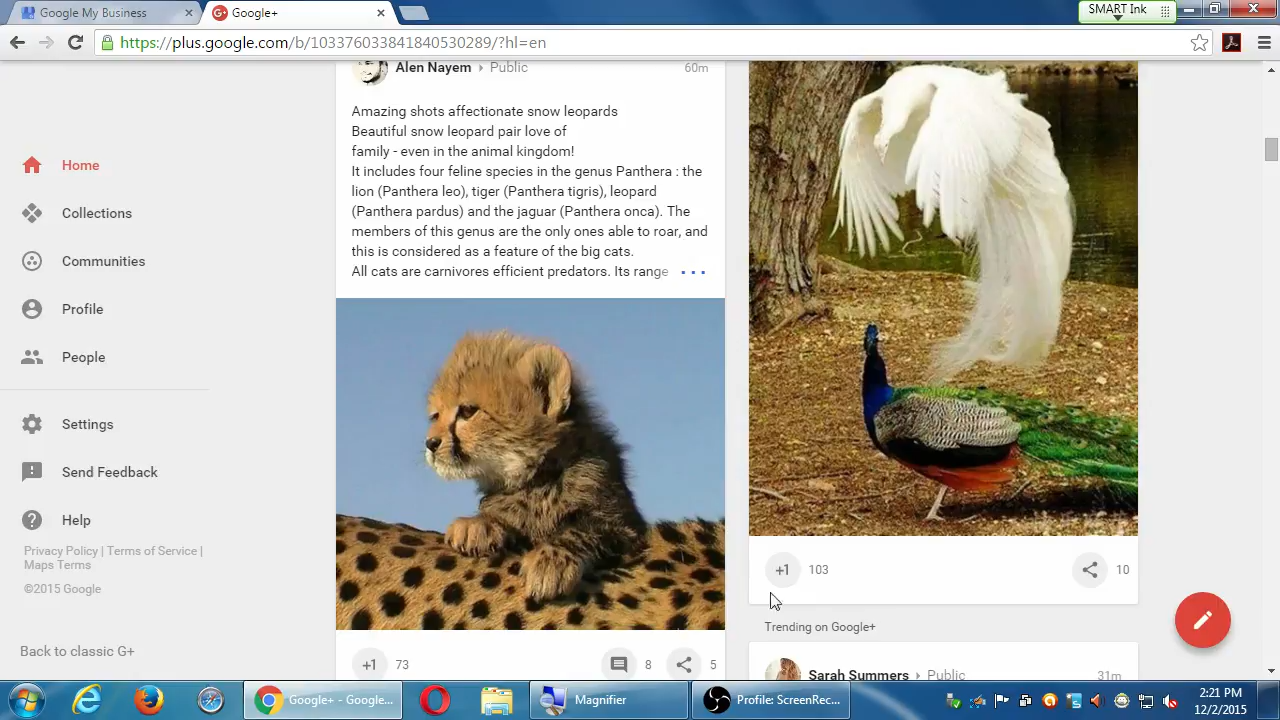 Google My Business
Google+
SMART Ink
https://plus.google.com/b/103376033841840530289/?hl=en
Home
Collections
Communities
Profile
People
Settings
Send Feedback
Help
Privacy Policy | Terms of Service |
Maps Terms
©2015 Google
Back to classic G+
Alen Nayem Public 60m
Amazing shots affectionate snow leopards
Beautiful snow leopard pair love of
family - even in the animal kingdom!
It includes four feline species in the genus Panthera : the
lion (Panthera leo), tiger (Panthera tigris), leopard
(Panthera pardus) and the jaguar (Panthera onca). The
members of this genus are the only ones able to roar, and
this is considered as a feature of the big cats.
All cats are carnivores efficient predators. Its range ...
+1 73 8 5
+1 103 10
Trending on Google+
Sarah Summers Public 31m
Google+ - Google...
Magnifier
Profile: ScreenRec...
2:21 PM
12/2/2015